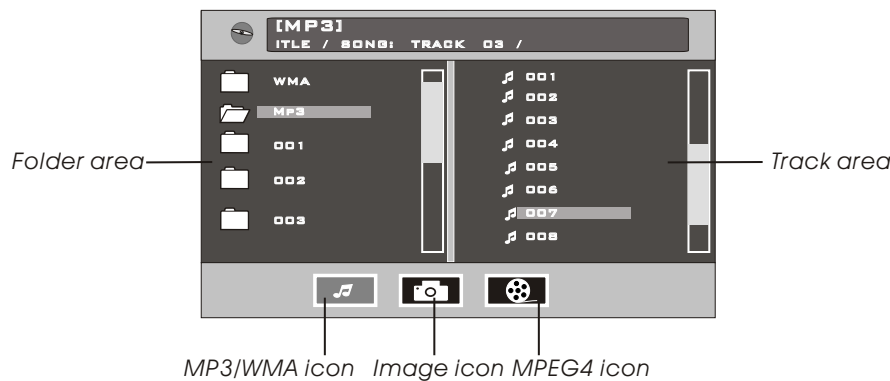 [MP3]
ITLE / SONG: TRACK 03 /
WMA
MP3
001
002
003
001
002
003
004
005
006
007
008
Folder area
Track area
MP3/WMA icon
Image icon
MPEG4 icon